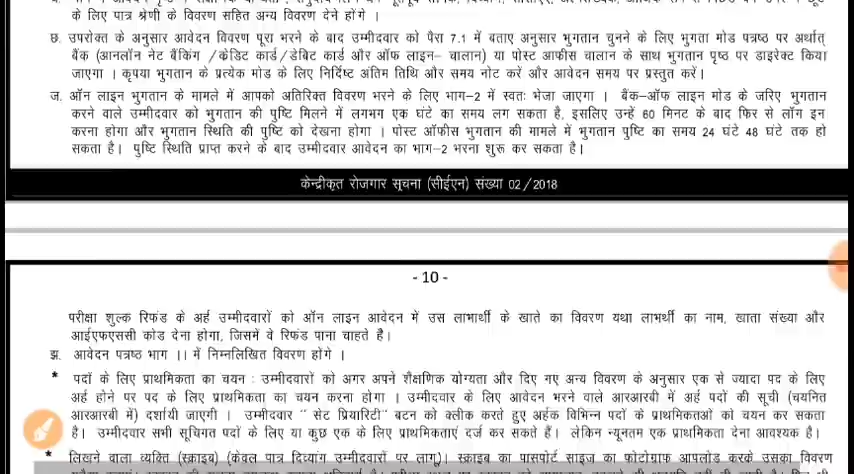 के लिए पात्र श्रेणी के विवरण सहित अन्य विवरण देने होंगे ।
छ. उपरोक्त के अनुसार आवेदन विवरण पूरा भरने के बाद उम्मीदवार को पैरा 7.1 में बताए अनुसार भुगतान चुनने के लिए भुगता मोड पत्रष्ठ पर अर्थात्
बैंक (आनलॉन नेट बैंकिंग /केडिट कार्ड/डेबिट कार्ड और ऑफ लाइन– चालान) या पोस्ट आफीस चालान के साथ भुगतान पृष्ठ पर डाइरेक्ट किया
जाएगा । कृपया भुगतान के प्रत्येक मोड के लिए निर्दिष्ट अंतिम तिथि और समय नोट करें और आवेदन समय पर प्रस्तुत करें।
ज. ऑन लाइन भुगतान के मामले में आपको अतिरिक्त विवरण भरने के लिए भाग–2 में स्वतः भेजा जाएगा । बैंक–ऑफ लाइन मोड के जरिए भुगतान
करने वाले उम्मीदवार को भुगतान की पुष्टि मिलने में लगभग एक घंटे का समय लग सकता है, इसलिए उन्हें 60 मिनट के बाद फिर से लॉग इन
करना होगा और भुगतान स्थिति की पुष्टि को देखना होगा । पोस्ट ऑफीस भुगतान की मामले में भुगतान पुष्टि का समय 24 घंटे 48 घंटे तक हो
सकता है। पुष्टि स्थिति प्राप्त करने के बाद उम्मीदवार आवेदन का भाग–2 भरना शुरू कर सकता है।
केन्द्रीकृत रोजगार सूचना (सीईएन) संख्या 02/2018
- 10 -
परीक्षा शुल्क रिफंड के अर्ह उम्मीदवारों को ऑन लाइन आवेदन में उस लाभार्थी के खाते का विवरण यथा लाभर्थी का नाम, खाता संख्या और
आईएफएससी कोड देना होगा, जिसमें वे रिफंड पाना चाहते है।
झ. आवेदन पत्रष्ठ भाग ।। में निम्नलिखित विवरण होंगे ।
* पदों के लिए प्राथमिकता का चयन : उम्मीदवारों को अगर अपने शैक्षणिक योग्यता और दिए गए अन्य विवरण के अनुसार एक से ज्यादा पद के लिए
अर्ह होने पर पद के लिए प्राथमिकता का चयन करना होगा । उम्मीदवार के लिए आवेदन भरने वाले आरआरबी में अर्ह पदों की सूची (चयनित
आरआरबी में) दर्शायी जाएगी । उम्मीदवार “ सेट प्रियारिटी” बटन को क्लीक करते हुए अर्हक विभिन्न पदों के प्राथमिकताओं को चयन कर सकता
है। उम्मीदवार सभी सूचिगत पदों के लिए या कुछ एक के लिए प्राथमिकताएं दर्ज कर सकते हैं। लेकिन न्यूनतम एक प्राथमिकता देना आवश्यक है।
* लिखने वाला व्यक्ति (स्क्राइब) (केवल पात्र दिव्यांग उम्मीदवारों पर लागू)। स्क्राइब का पासपोर्ट साइज का फोटोग्राफ आपलोड करके उसका विवरण